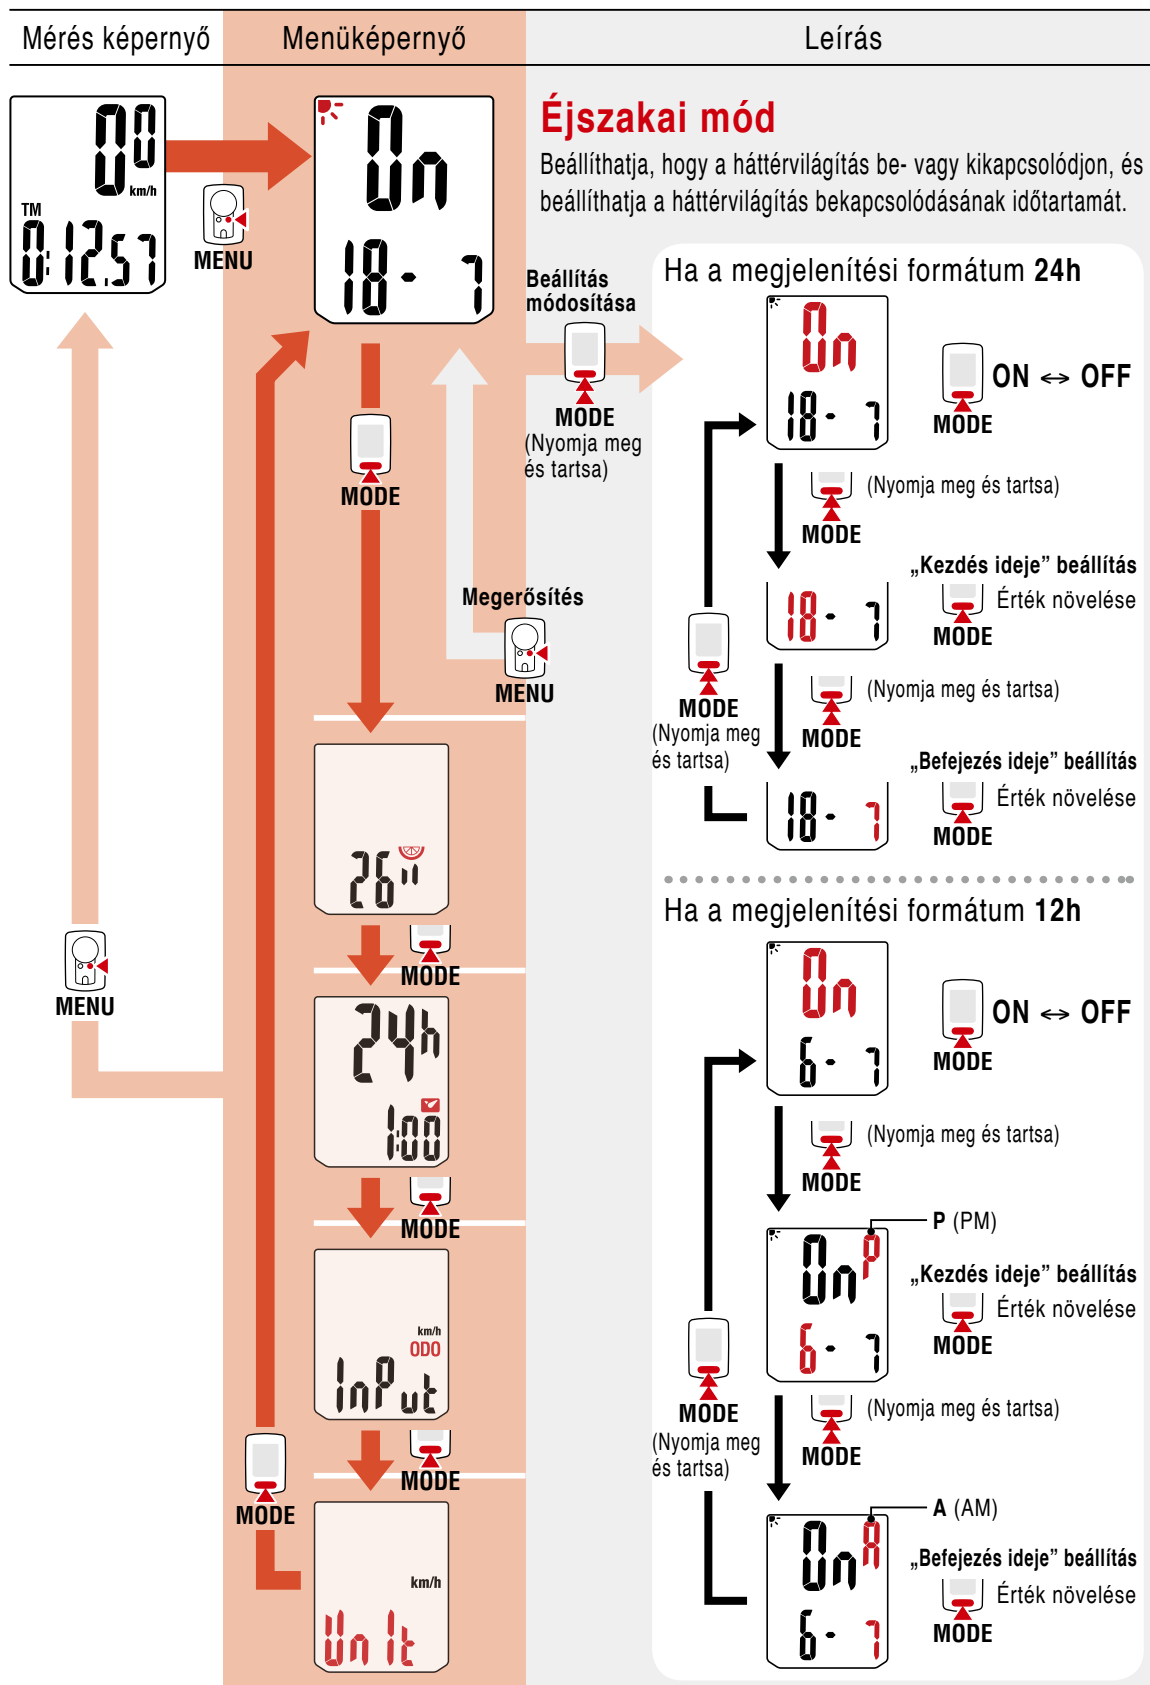 Mérés képernyő
Menüképernyő
Leírás
0.0
km/h
TM
0:12.57
MENU
On
18- 7
Éjszakai mód
Beállíthatja, hogy a háttérvilágítás be- vagy kikapcsolódjon, és
beállíthatja a háttérvilágítás bekapcsolódásának időtartamát.
Beállítás
módosítása
MODE
(Nyomja meg
és tartsa)
MODE
Megerősítés
MENU
26"
MODE
24h
1:00
MODE
km/h
ODO
InPut
MODE
km/h
UnIt
MODE
MENU
Ha a megjelenítési formátum 24h
On
18- 7
MODE
ON ↔ OFF
(Nyomja meg és tartsa)
MODE
„Kezdés ideje” beállítás
18- 7
Érték növelése
MODE
(Nyomja meg és tartsa)
MODE
MODE
(Nyomja meg
és tartsa)
„Befejezés ideje” beállítás
18- 7
Érték növelése
MODE
Ha a megjelenítési formátum 12h
On
6- 7
MODE
ON ↔ OFF
(Nyomja meg és tartsa)
MODE
P (PM)
On P
6- 7
„Kezdés ideje” beállítás
Érték növelése
MODE
(Nyomja meg és tartsa)
MODE
MODE
(Nyomja meg
és tartsa)
A (AM)
On A
6- 7
„Befejezés ideje” beállítás
Érték növelése
MODE